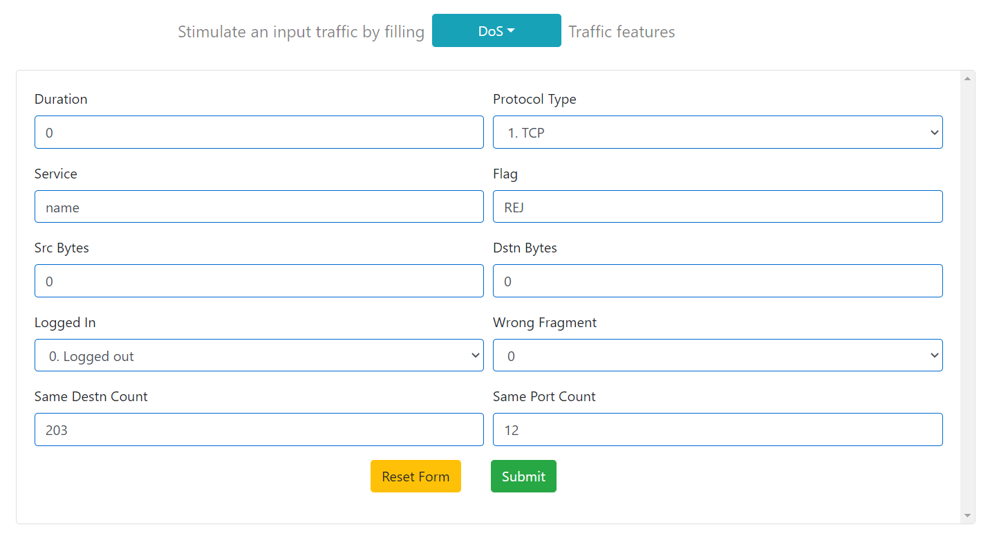 Stimulate an input traffic by filling DoS Traffic features
Duration Protocol Type
0 1. TCP
Service Flag
name REJ
Src Bytes Dstn Bytes
0 0
Logged In Wrong Fragment
0. Logged out 0
Same Destn Count Same Port Count
203 12
Reset Form Submit